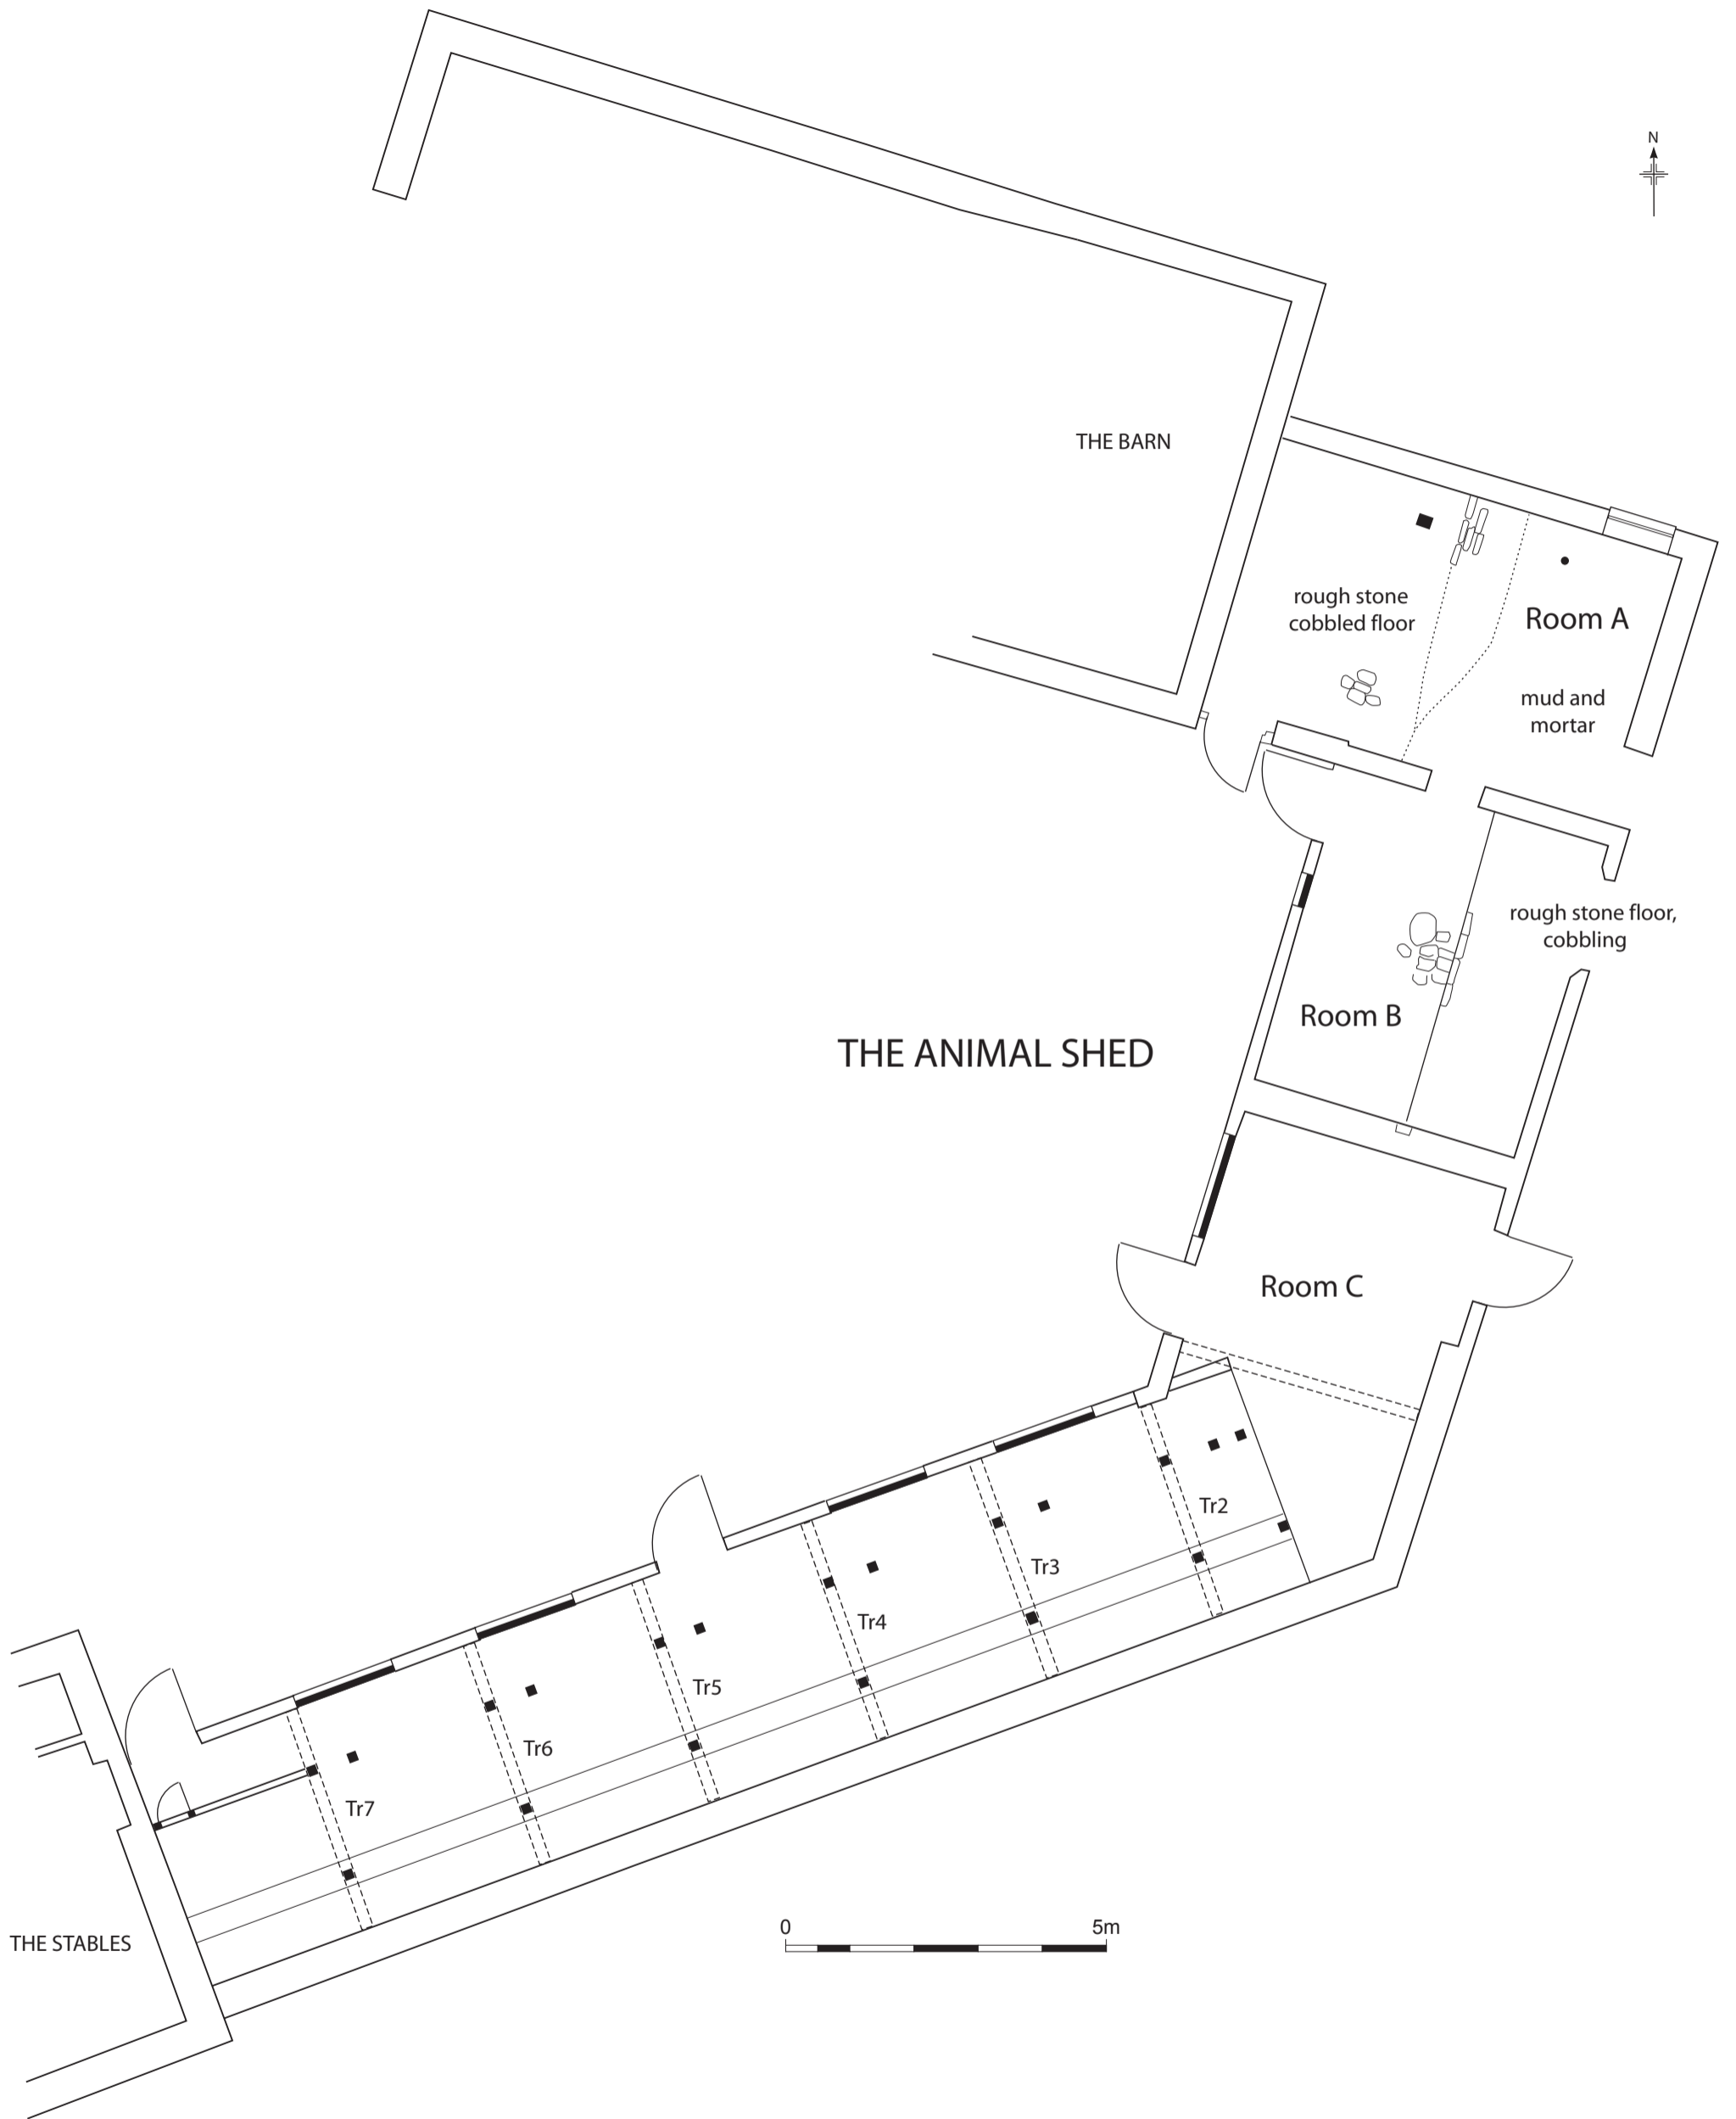 N
THE BARN
rough stone
cobbled floor
Room A
mud and
mortar
rough stone floor,
cobbling
Room B
THE ANIMAL SHED
Room C
Tr2
Tr3
Tr4
Tr5
Tr6
Tr7
THE STABLES
0 5m